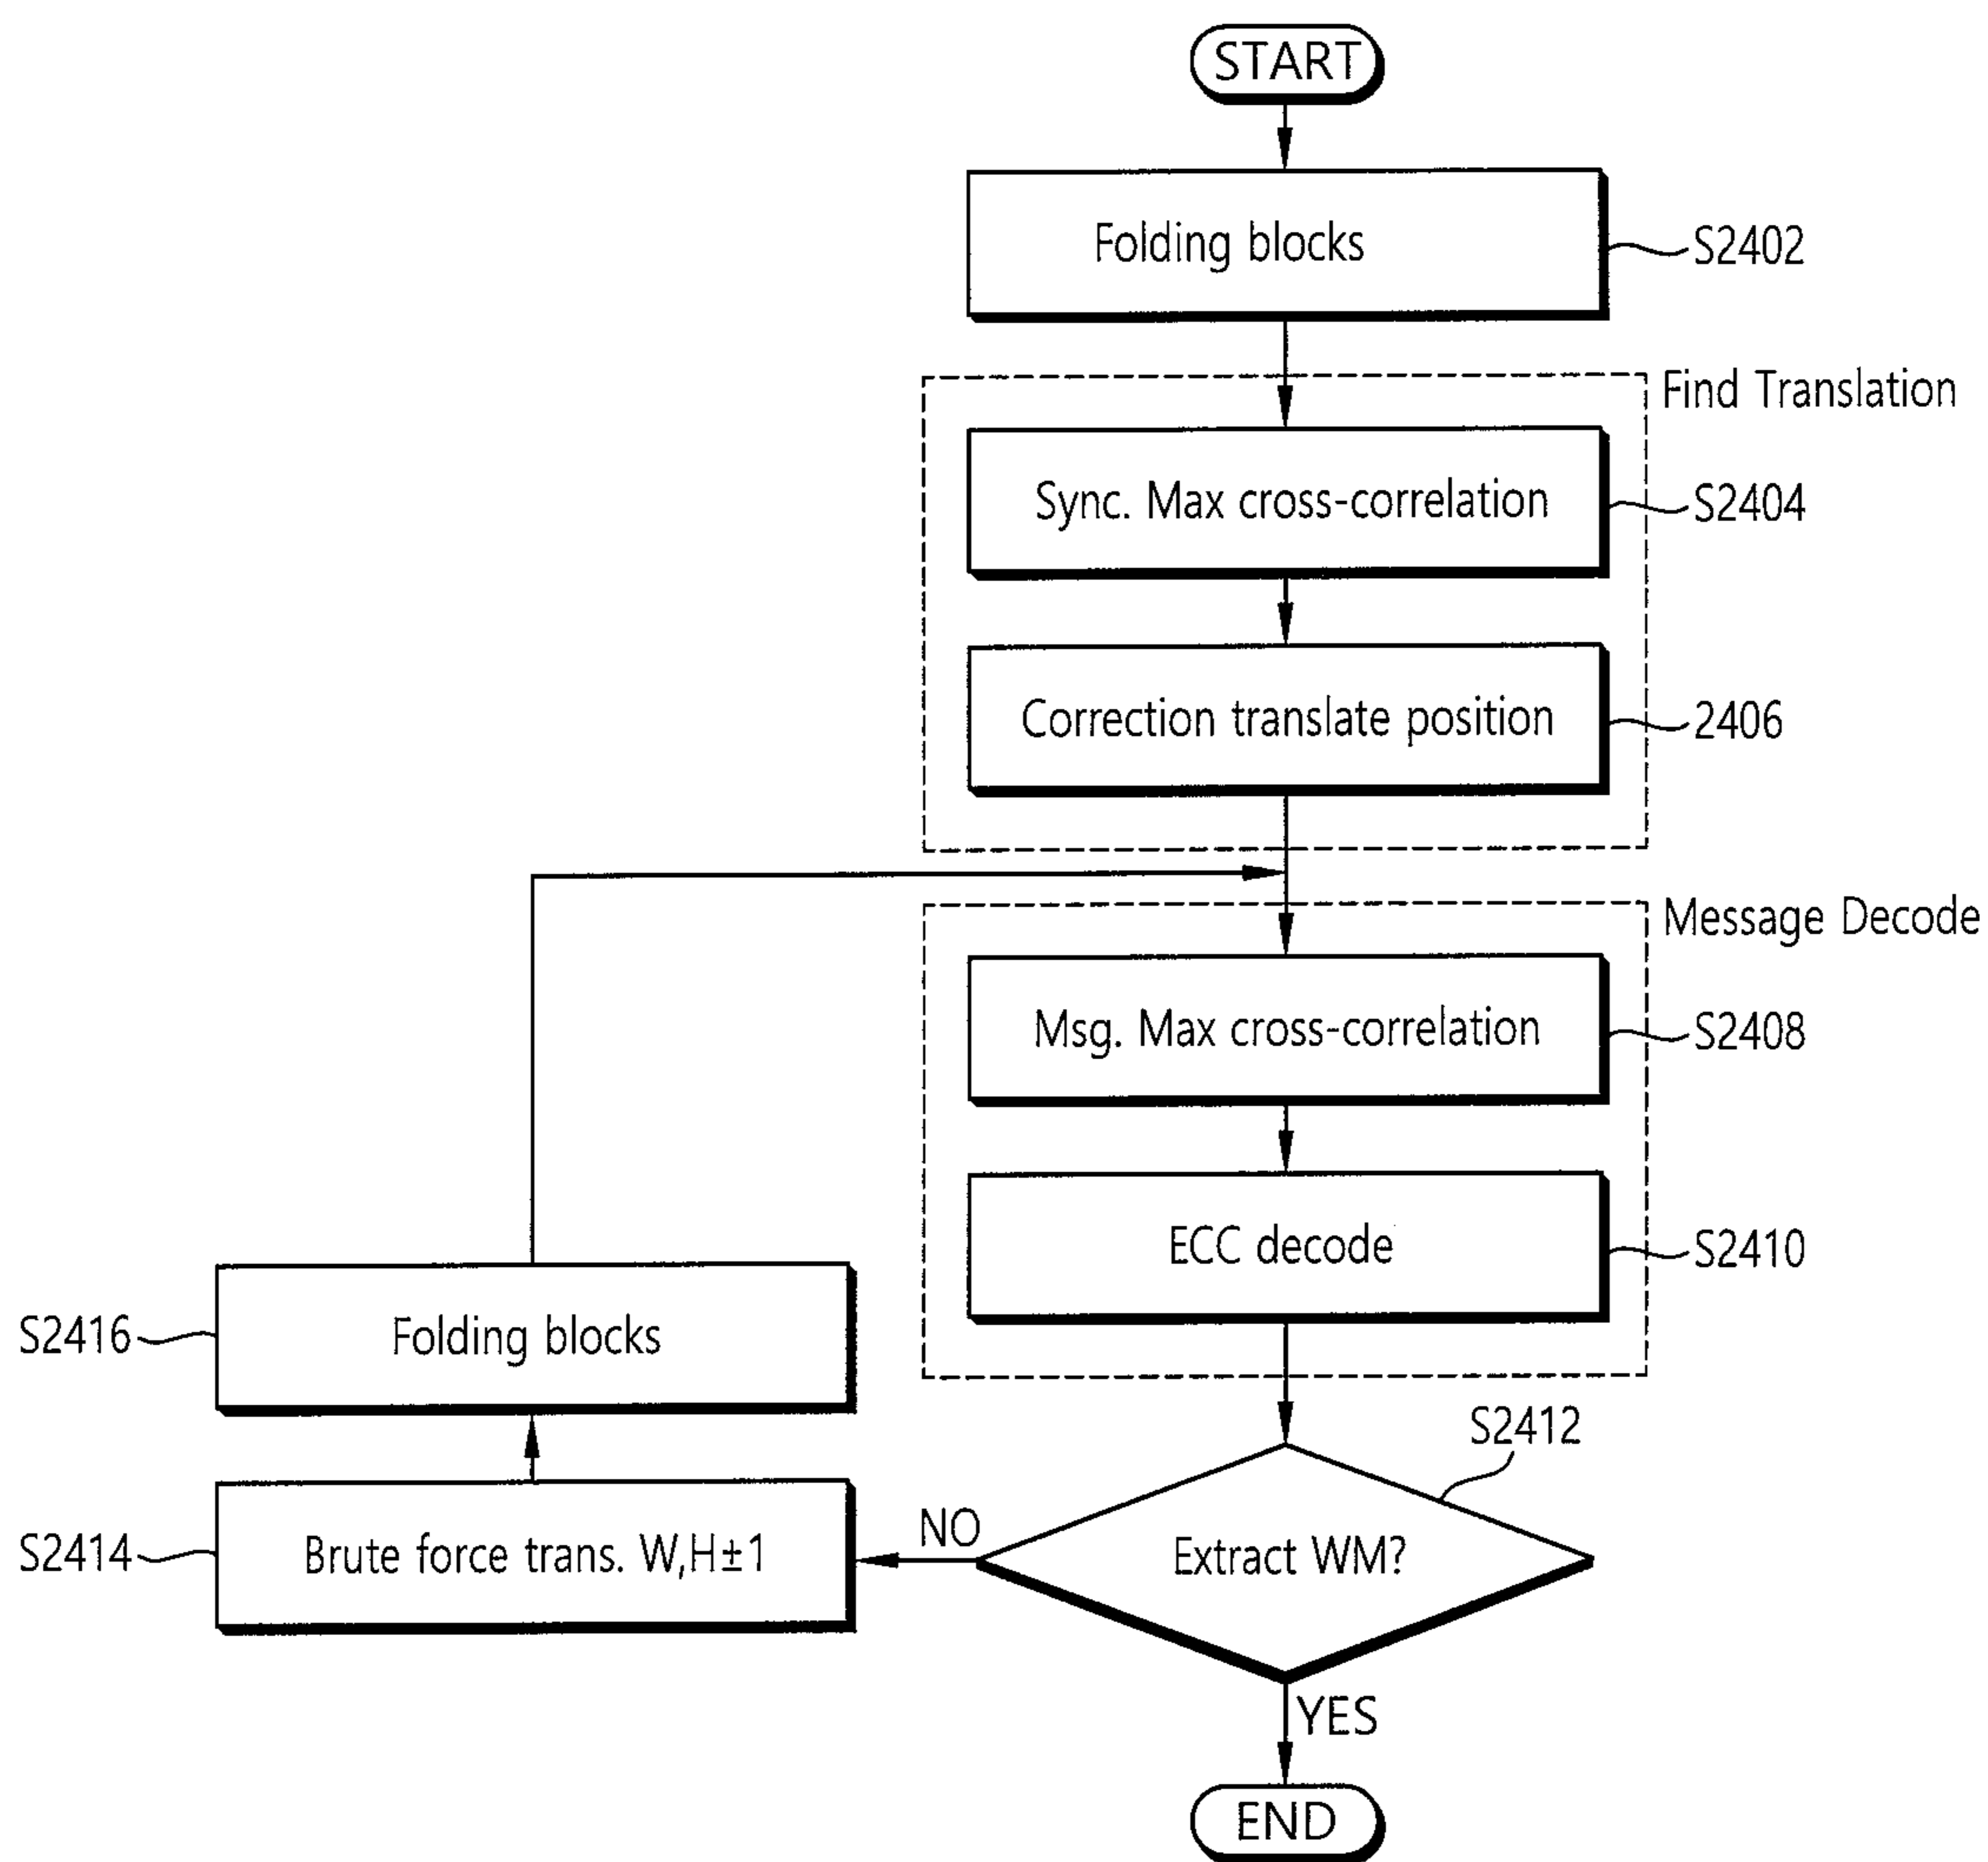 START
Folding blocks
S2402
Find Translation
Sync. Max cross-correlation
S2404
Correction translate position
2406
Message Decode
Msg. Max cross-correlation
S2408
ECC decode
S2410
S2416
Folding blocks
S2412
S2414
Brute force trans. W,H±1
NO
Extract WM?
YES
END